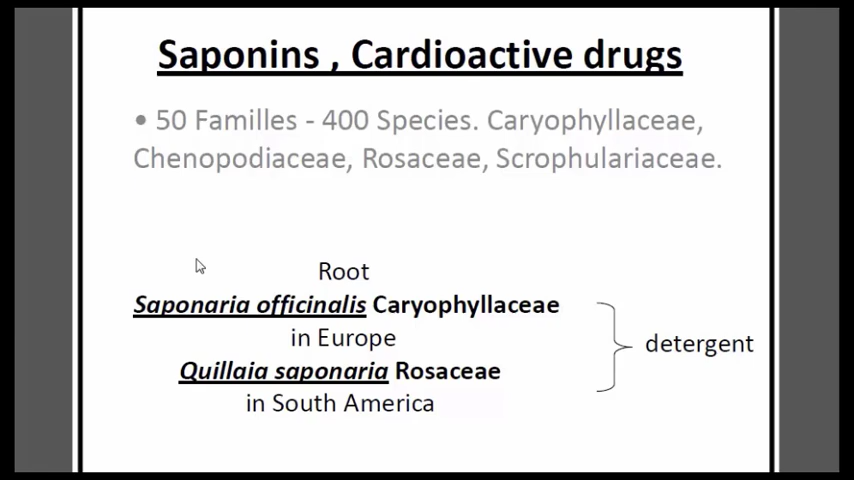 Saponins , Cardioactive drugs
• 50 Familles - 400 Species. Caryophyllaceae,
Chenopodiaceae, Rosaceae, Scrophulariaceae.
Root
Saponaria officinalis Caryophyllaceae
in Europe
Quillaia saponaria Rosaceae
in South America
detergent